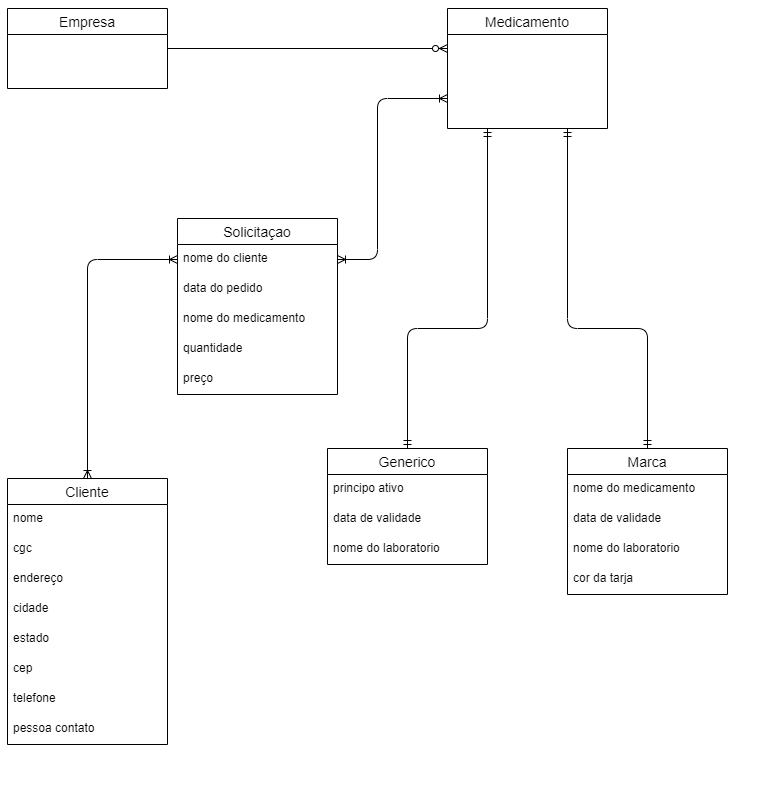 Empresa
Medicamento
Solicitaçao
nome do cliente
data do pedido
nome do medicamento
quantidade
preço
Generico
principo ativo
data de validade
nome do laboratorio
Marca
nome do medicamento
data de validade
nome do laboratorio
cor da tarja
Cliente
nome
cgc
endereço
cidade
estado
cep
telefone
pessoa contato